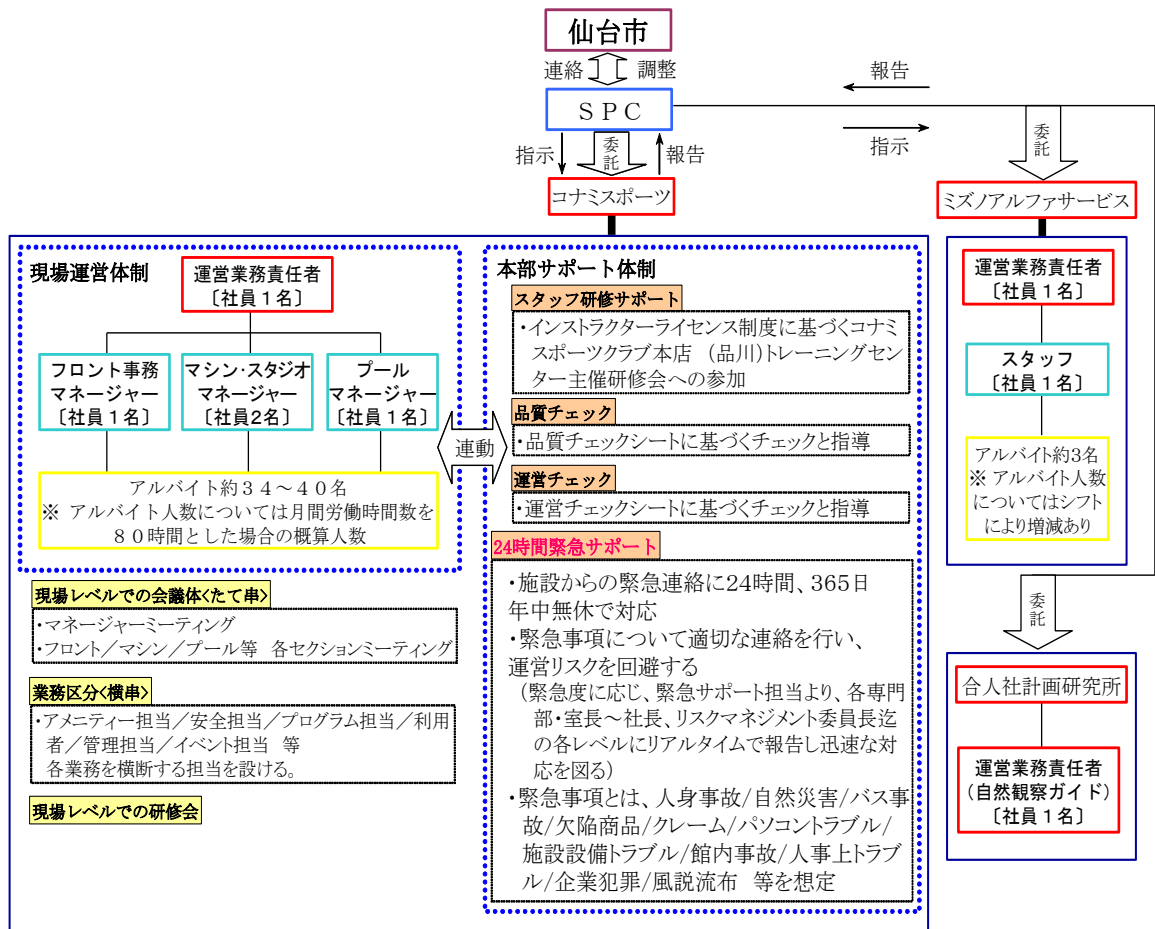 仙台市
連絡
調整
報告
ＳＰＣ
指示
委託
報告
指示
委託
コナミスポーツ
ミズノアルファサービス
現場運営体制
運営業務責任者
〔社員１名〕
フロント事務
マネージャー
〔社員１名〕
マシン・スタジオ
マネージャー
〔社員2名〕
プール
マネージャー
〔社員１名〕
アルバイト約３４～４０名
※ アルバイト人数については月間労働時間数を
８０時間とした場合の概算人数
連動
本部サポート体制
スタッフ研修サポート
・インストラクターライセンス制度に基づくコナミ
スポーツクラブ本店 (品川)トレーニングセン
ター主催研修会への参加
品質チェック
・品質チェックシートに基づくチェックと指導
運営チェック
・運営チェックシートに基づくチェックと指導
24時間緊急サポート
・施設からの緊急連絡に24時間、365日
年中無休で対応
・緊急事項について適切な連絡を行い、
運営リスクを回避する
(緊急度に応じ、緊急サポート担当より、各専門
部・室長～社長、リスクマネジメント委員長迄
の各レベルにリアルタイムで報告し迅速な対
応を図る)
・緊急事項とは、人身事故/自然災害/バス事
故/欠陥商品/クレーム/パソコントラブル/
施設設備トラブル/館内事故/人事上トラブ
ル/企業犯罪/風説流布 等を想定
現場レベルでの会議体<たて串>
・マネージャーミーティング
・フロント／マシン／プール等 各セクションミーティング
業務区分<横串>
・アメニティー担当／安全担当／プログラム担当／利用
者／管理担当／イベント担当 等
各業務を横断する担当を設ける。
現場レベルでの研修会
運営業務責任者
〔社員１名〕
スタッフ
〔社員１名〕
アルバイト約3名
※ アルバイト人数
についてはシフト
により増減あり
委託
合人社計画研究所
運営業務責任者
(自然観察ガイド)
〔社員１名〕